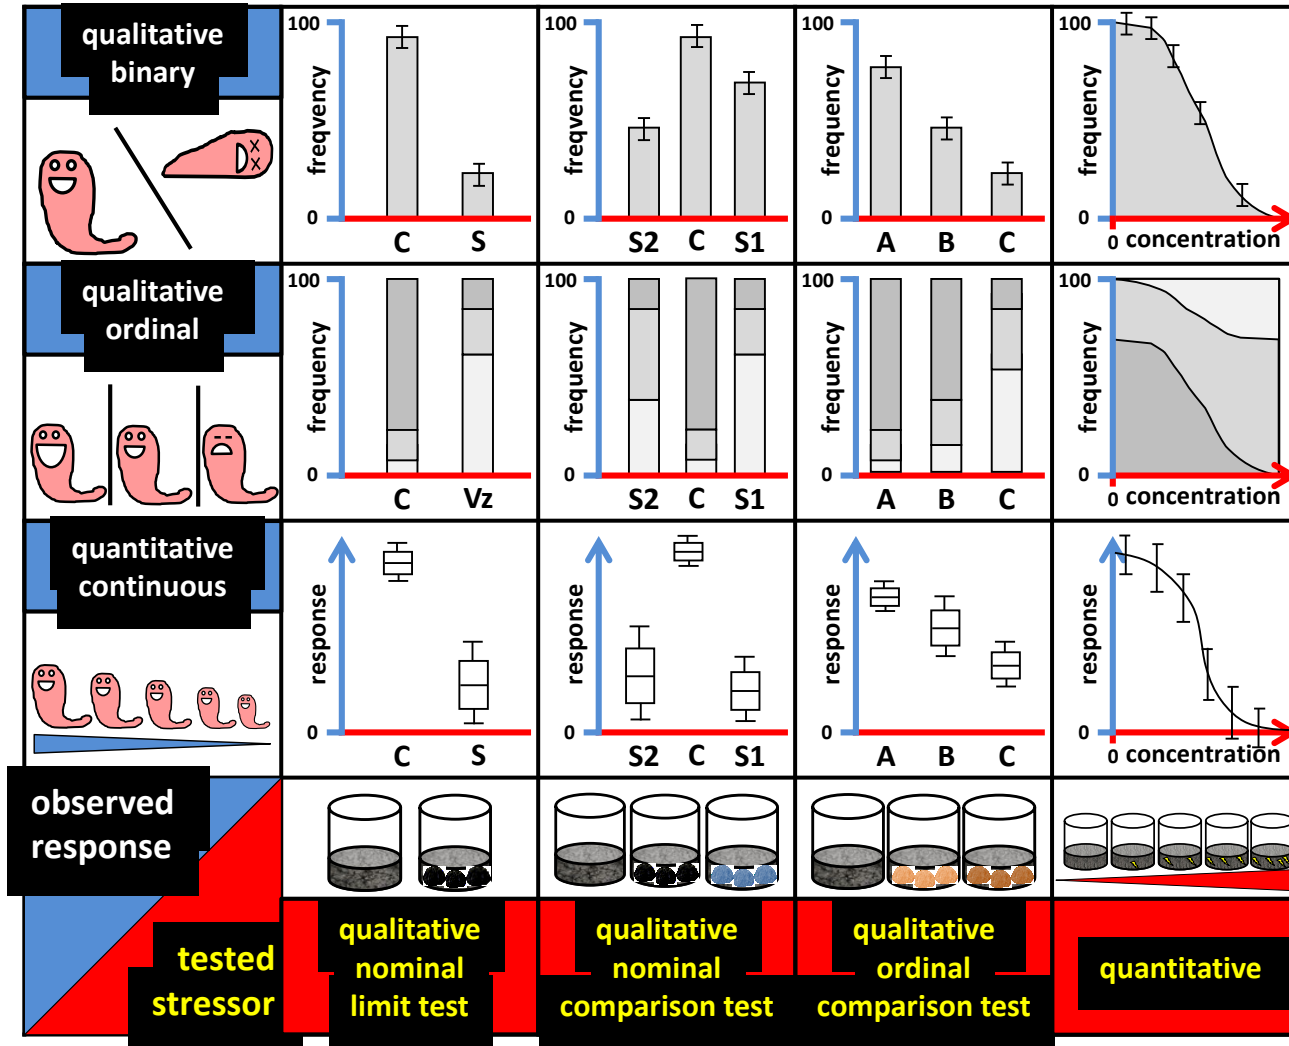 qualitative
binary
100
freqvency
0
C S
100
freqvency
0
S2 C S1
100
frequency
0
A B C
100
frequency
0 concentration
0
qualitative
ordinal
100
frequency
0
C Vz
100
frequency
0
S2 C S1
100
frequency
0
A B C
100
frequency
0
0 concentration
quantitative
continuous
response
0
C S
response
0
S2 C S1
response
0
A B C
response
0
0 concentration
observed
response
tested
stressor
qualitative
nominal
limit test
qualitative
nominal
comparison test
qualitative
ordinal
comparison test
quantitative